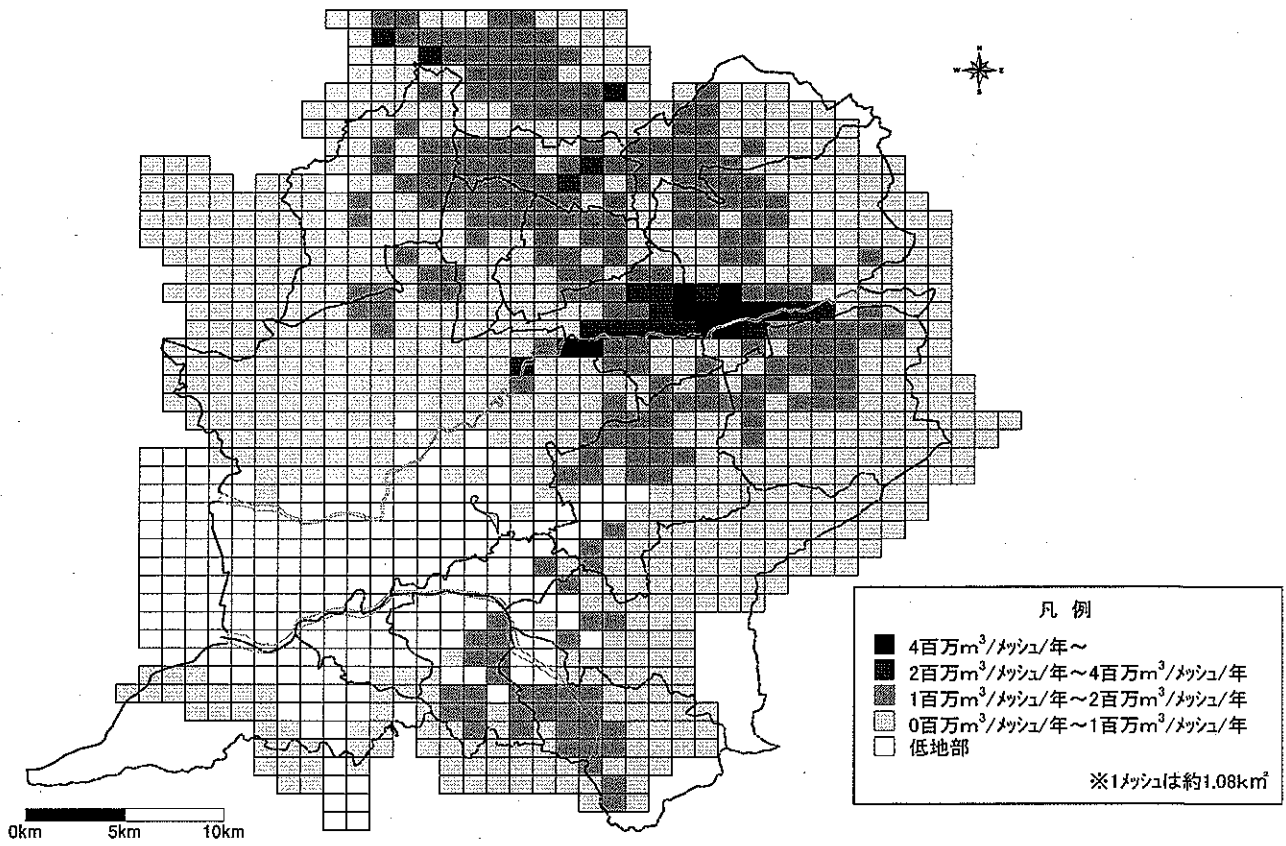 N
W
E
S
凡 例
4百万m³/メッシュ/年～
2百万m³/メッシュ/年～4百万m³/メッシュ/年
1百万m³/メッシュ/年～2百万m³/メッシュ/年
0百万m³/メッシュ/年～1百万m³/メッシュ/年
低地部
※1メッシュは約1.08k㎡
0km 5km 10km